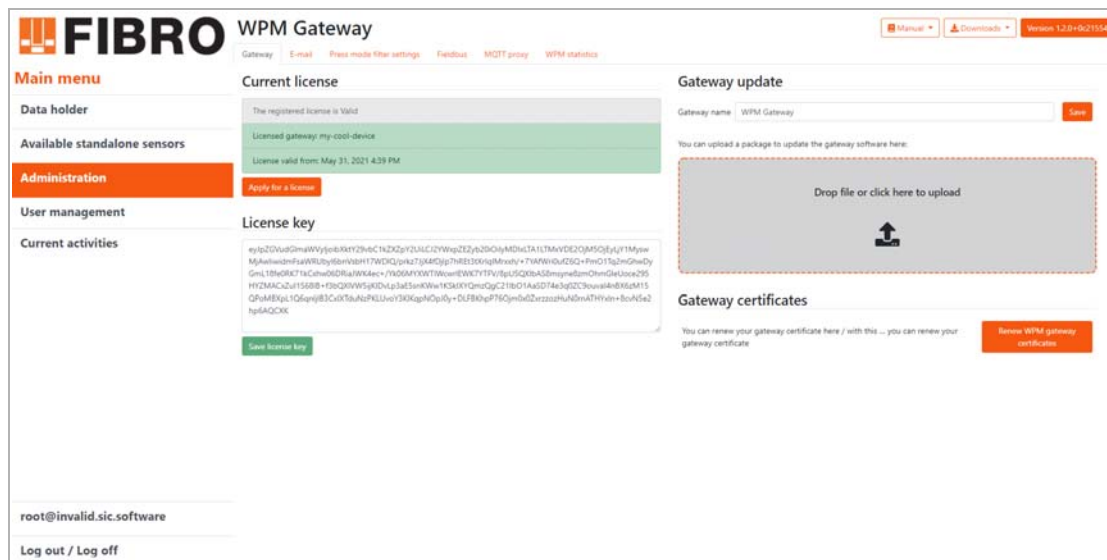 FIBRO
WPM Gateway
Manual
Downloads
Gateway
E-mail
Press mode filter settings
Fieldbus
MQTT proxy
WPM statistics
Main menu
Data holder
Available standalone sensors
Administration
User management
Current activities
root@invalid.sic.software
Log out / Log off
Current license
The registered license is Valid
Licensed gateway: my-cool-device
License valid from: May 31, 2021 4:39 PM
Apply for a license
License key
Save license key
Gateway update
Gateway name
WPM Gateway
Save
You can upload a package to update the gateway software here:
Drop file or click here to upload
Gateway certificates
You can renew your gateway certificate here / with this ... you can renew your
gateway certificate
Renew WPM gateway
certificates